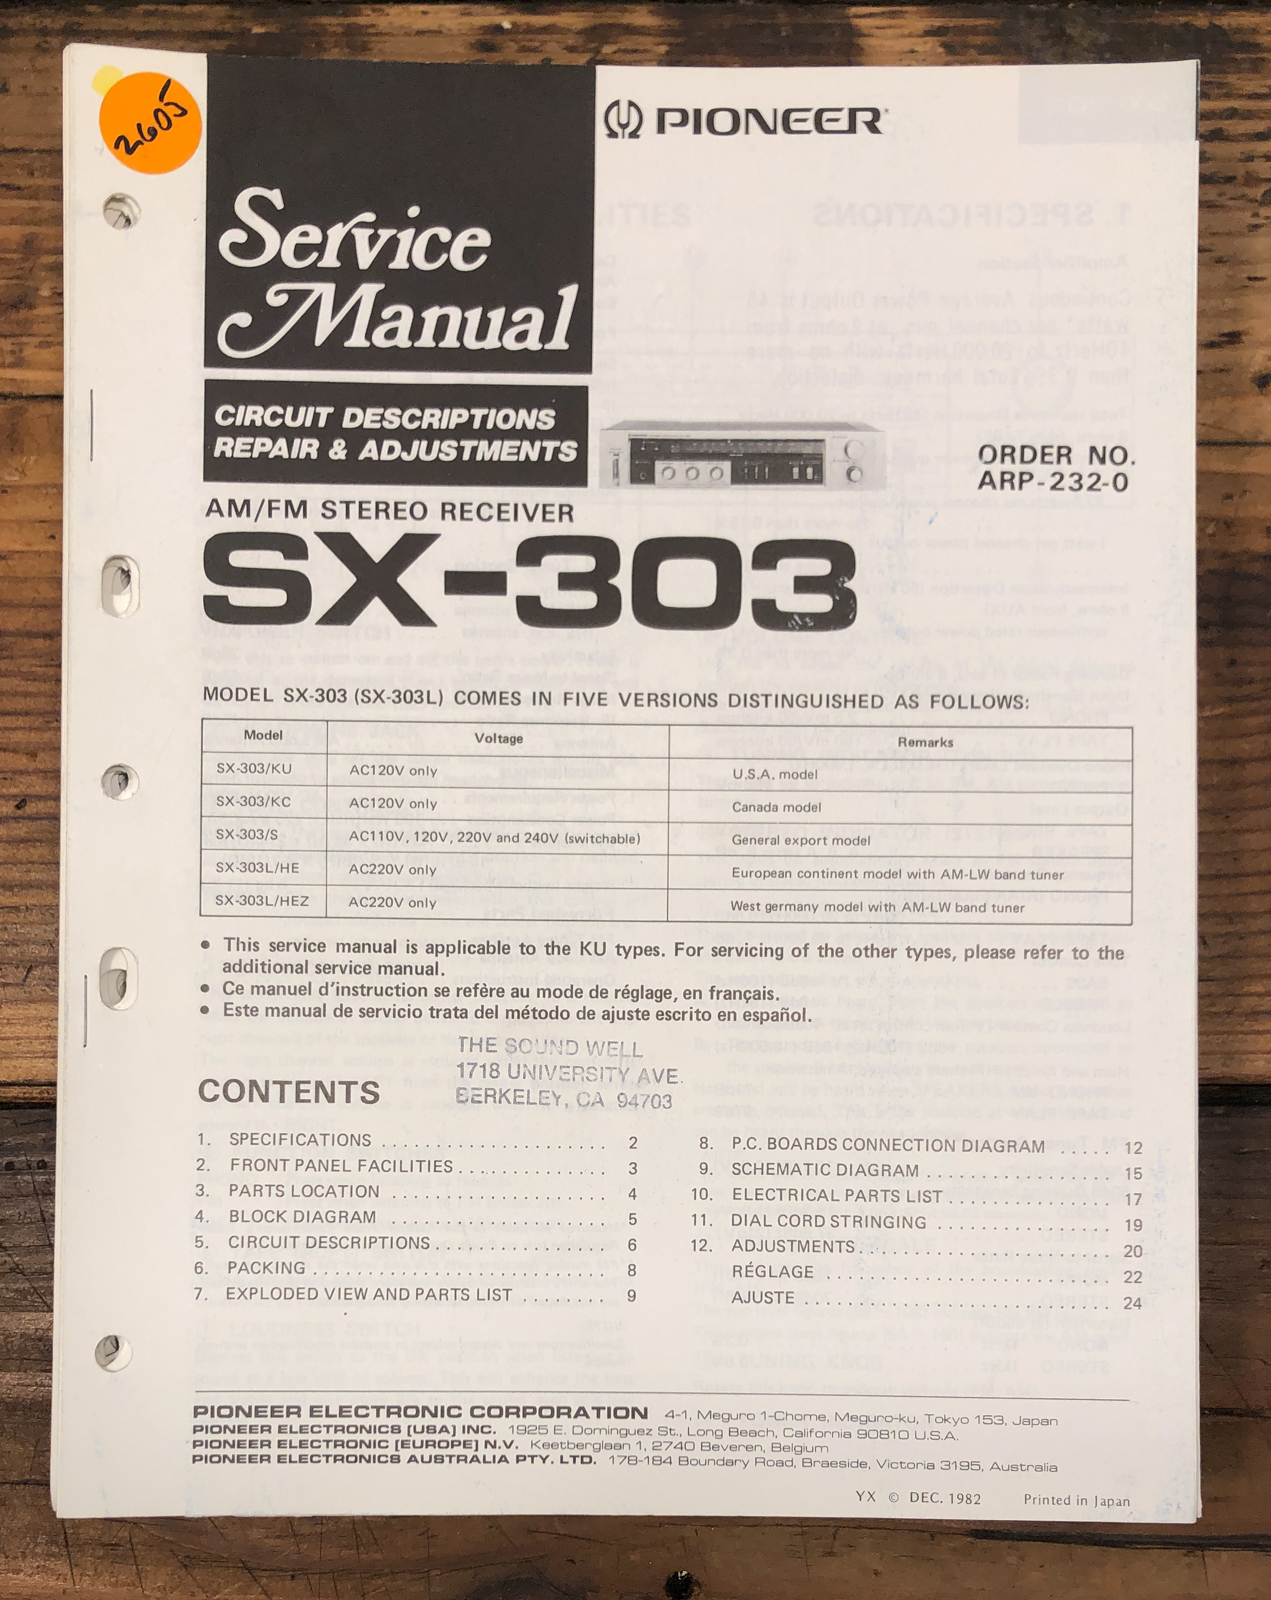 2605
PIONEER
Service
Manual
CIRCUIT DESCRIPTIONS
REPAIR & ADJUSTMENTS
ORDER NO.
ARP-232-0
AM/FM STEREO RECEIVER
SX-303
MODEL SX-303 (SX-303L) COMES IN FIVE VERSIONS DISTINGUISHED AS FOLLOWS:
Model Voltage Remarks
SX-303/KU AC120V only U.S.A. model
SX-303/KC AC120V only Canada model
SX-303/S AC110V, 120V, 220V and 240V (switchable) General export model
SX-303L/HE AC220V only European continent model with AM-LW band tuner
SX-303L/HEZ AC220V only West germany model with AM-LW band tuner
● This service manual is applicable to the KU types. For servicing of the other types, please refer to the
additional service manual.
● Ce manuel d'instruction se refère au mode de réglage, en français.
● Este manual de servicio trata del método de ajuste escrito en español.
THE SOUND WELL
1718 UNIVERSITY AVE.
BERKELEY, CA 94703
CONTENTS
1. SPECIFICATIONS . . . . . . . . . . . . . . . . . 2
2. FRONT PANEL FACILITIES . . . . . . . . . . . 3
3. PARTS LOCATION . . . . . . . . . . . . . . . . 4
4. BLOCK DIAGRAM . . . . . . . . . . . . . . . . 5
5. CIRCUIT DESCRIPTIONS . . . . . . . . . . . . . 6
6. PACKING . . . . . . . . . . . . . . . . . . . . . . 8
7. EXPLODED VIEW AND PARTS LIST . . . . . . . . 9
8. P.C. BOARDS CONNECTION DIAGRAM . . . . . 12
9. SCHEMATIC DIAGRAM . . . . . . . . . . . . . . 15
10. ELECTRICAL PARTS LIST . . . . . . . . . . . . 17
11. DIAL CORD STRINGING . . . . . . . . . . . . . 19
12. ADJUSTMENTS . . . . . . . . . . . . . . . . . . . 20
RÉGLAGE . . . . . . . . . . . . . . . . . . . . . 22
AJUSTE . . . . . . . . . . . . . . . . . . . . . . . 24
PIONEER ELECTRONIC CORPORATION 4-1, Meguro 1-Chome, Meguro-ku, Tokyo 153, Japan
PIONEER ELECTRONICS [USA] INC. 1925 E. Dominguez St., Long Beach, California 90810 U.S.A.
PIONEER ELECTRONIC [EUROPE] N.V. Keetberglaan 1, 2740 Beveren, Belgium
PIONEER ELECTRONICS AUSTRALIA PTY. LTD. 178-184 Boundary Road, Braeside, Victoria 3195, Australia
YX © DEC. 1982 Printed in Japan